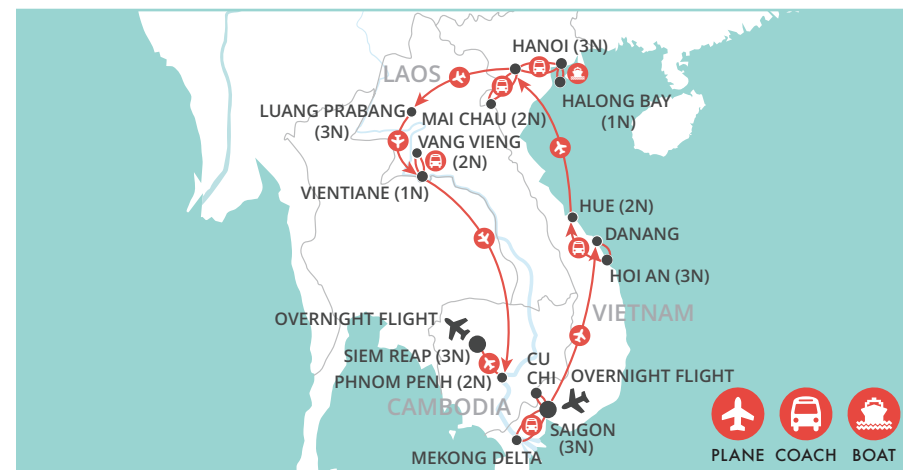 HANOI (3N)
LAOS
HALONG BAY
(1N)
LUANG PRABANG
(3N)
MAI CHAU (2N)
VANG VIENG
(2N)
VIENTIANE (1N)
HUE (2N)
DANANG
HOI AN (3N)
VIETNAM
OVERNIGHT FLIGHT
SIEM REAP (3N)
PHNOM PENH (2N)
CAMBODIA
CU
CHI
OVERNIGHT FLIGHT
SAIGON
(3N)
MEKONG DELTA
PLANE COACH BOAT